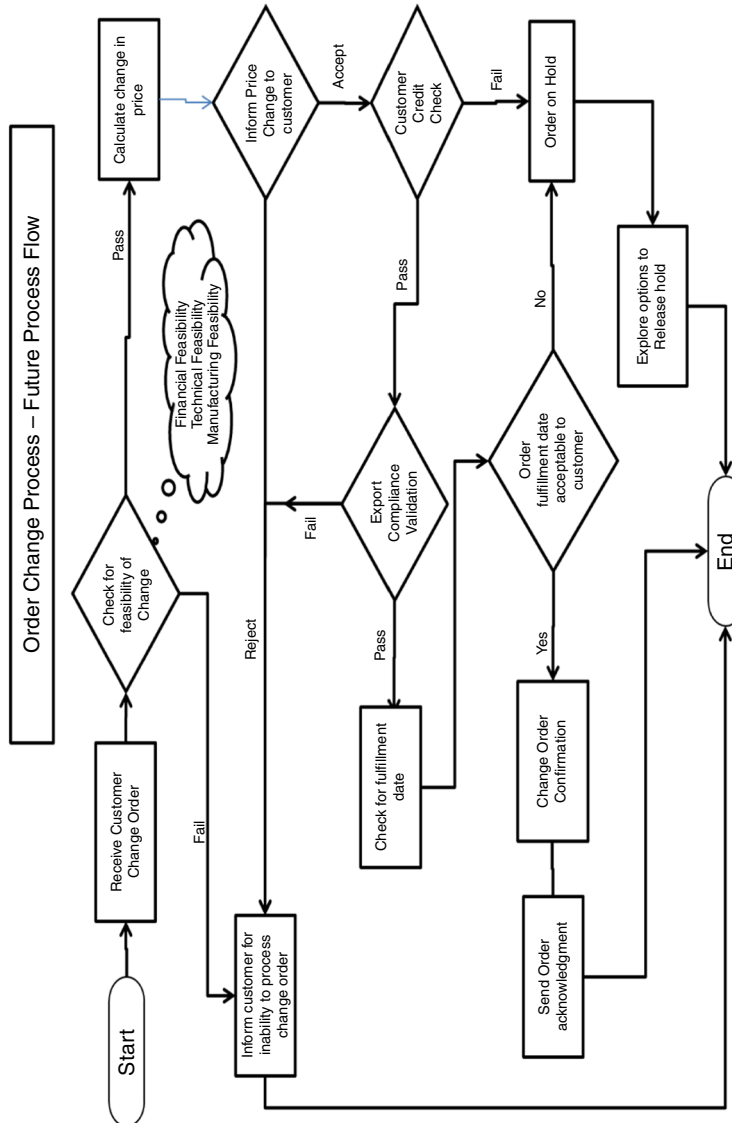 Order Change Process – Future Process Flow
Start
Receive Customer
Change Order
Check for
feasibility of
Change
Financial Feasibility
Technical Feasibility
Manufacturing Feasibility
Pass
Calculate change in
price
Fail
Inform customer for
inability to process
change order
Reject
Inform Price
Change to
customer
Accept
Fail
Export
Compliance
Validation
Pass
Customer
Credit
Check
Pass
Check for fulfillment
date
Fail
Send Order
acknowledgment
Change Order
Confirmation
Yes
Order
fulfillment date
acceptable to
customer
No
Order on Hold
Explore options to
Release hold
End